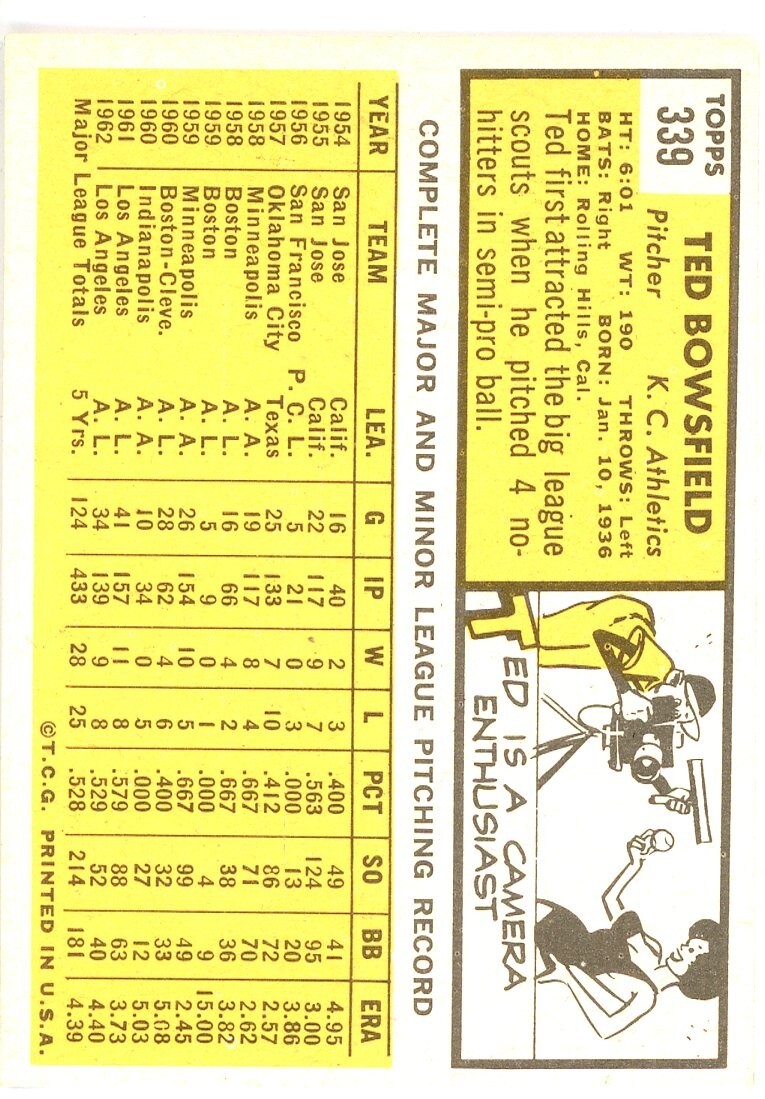 TOPPS
339
TED BOWSFIELD
Pitcher K. C. Athletics
HT: 6:01 WT: 190 THROWS: Left
BATS: Right BORN: Jan. 10, 1936
HOME: Rolling Hills, Cal.
Ted first attracted the big league
scouts when he pitched 4 no-
hitters in semi-pro ball.
TED IS A CAMERA
ENTHUSIAST
COMPLETE MAJOR AND MINOR LEAGUE PITCHING RECORD
YEAR TEAM LEA. G IP W L PCT SO BB ERA
1954 San Jose Calif. 16 40 2 3 .400 49 41 4.95
1955 San Jose Calif. 22 117 9 7 .563 124 95 3.00
1956 San Francisco P. C. L. 5 21 0 3 .000 13 20 3.86
1957 Oklahoma City Texas 25 133 7 10 .412 86 72 2.57
1958 Minneapolis A. A. 19 117 8 4 .667 71 70 2.62
1958 Boston A. L. 16 66 4 2 .667 38 36 3.82
1959 Boston A. L. 5 9 0 1 .000 4 9 15.00
1959 Minneapolis A. A. 26 154 10 5 .667 99 49 2.45
1960 Boston-Cleve. A. L. 28 62 4 6 .400 32 33 5.08
1960 Indianapolis A. A. 10 34 0 5 .000 27 12 5.03
1961 Los Angeles A. L. 41 157 11 8 .579 88 63 3.73
1962 Los Angeles A. L. 34 139 9 8 .529 52 40 4.40
Major League Totals 5 Yrs. 124 433 28 25 .528 214 181 4.39
©T.C.G. PRINTED IN U.S.A.